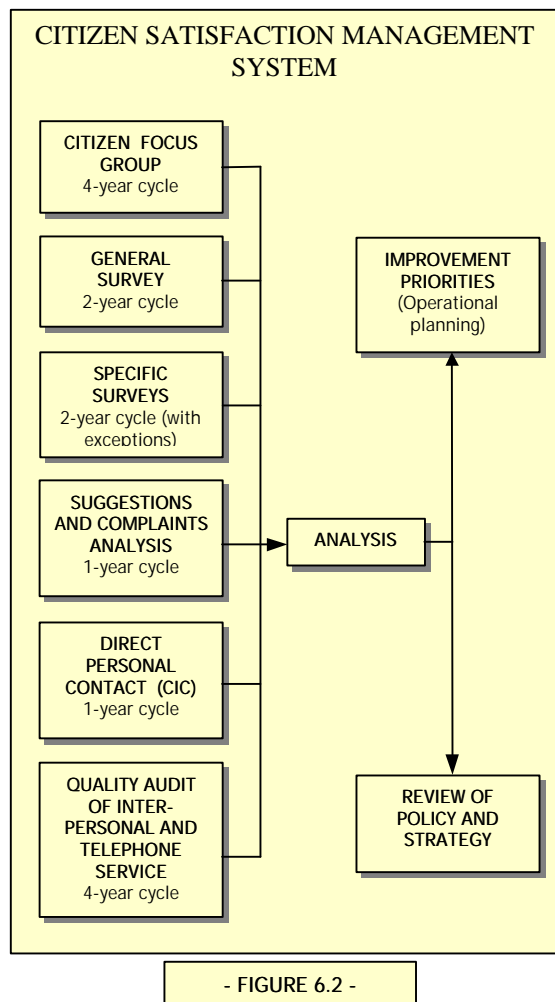 CITIZEN SATISFACTION MANAGEMENT
SYSTEM
CITIZEN FOCUS
GROUP
4-year cycle
GENERAL
SURVEY
2-year cycle
SPECIFIC
SURVEYS
2-year cycle (with
exceptions)
SUGGESTIONS
AND COMPLAINTS
ANALYSIS
1-year cycle
DIRECT
PERSONAL
CONTACT (CIC)
1-year cycle
QUALITY AUDIT
OF INTER-
PERSONAL AND
TELEPHONE
SERVICE
4-year cycle
ANALYSIS
IMPROVEMENT
PRIORITIES
(Operational
planning)
REVIEW OF
POLICY AND
STRATEGY
- FIGURE 6.2 -